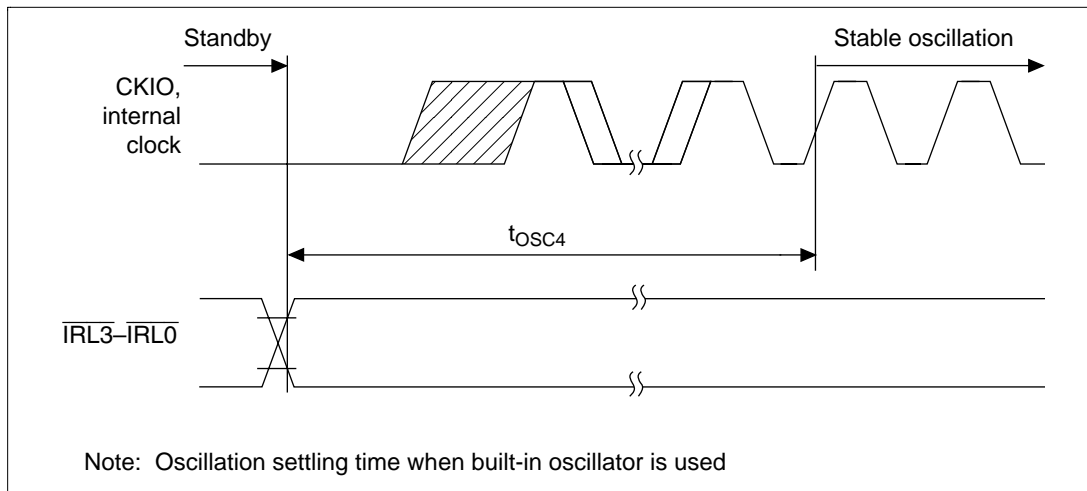 Standby
Stable oscillation
CKIO,
internal
clock
tOSC4
IRL3–IRL0
Note: Oscillation settling time when built-in oscillator is used